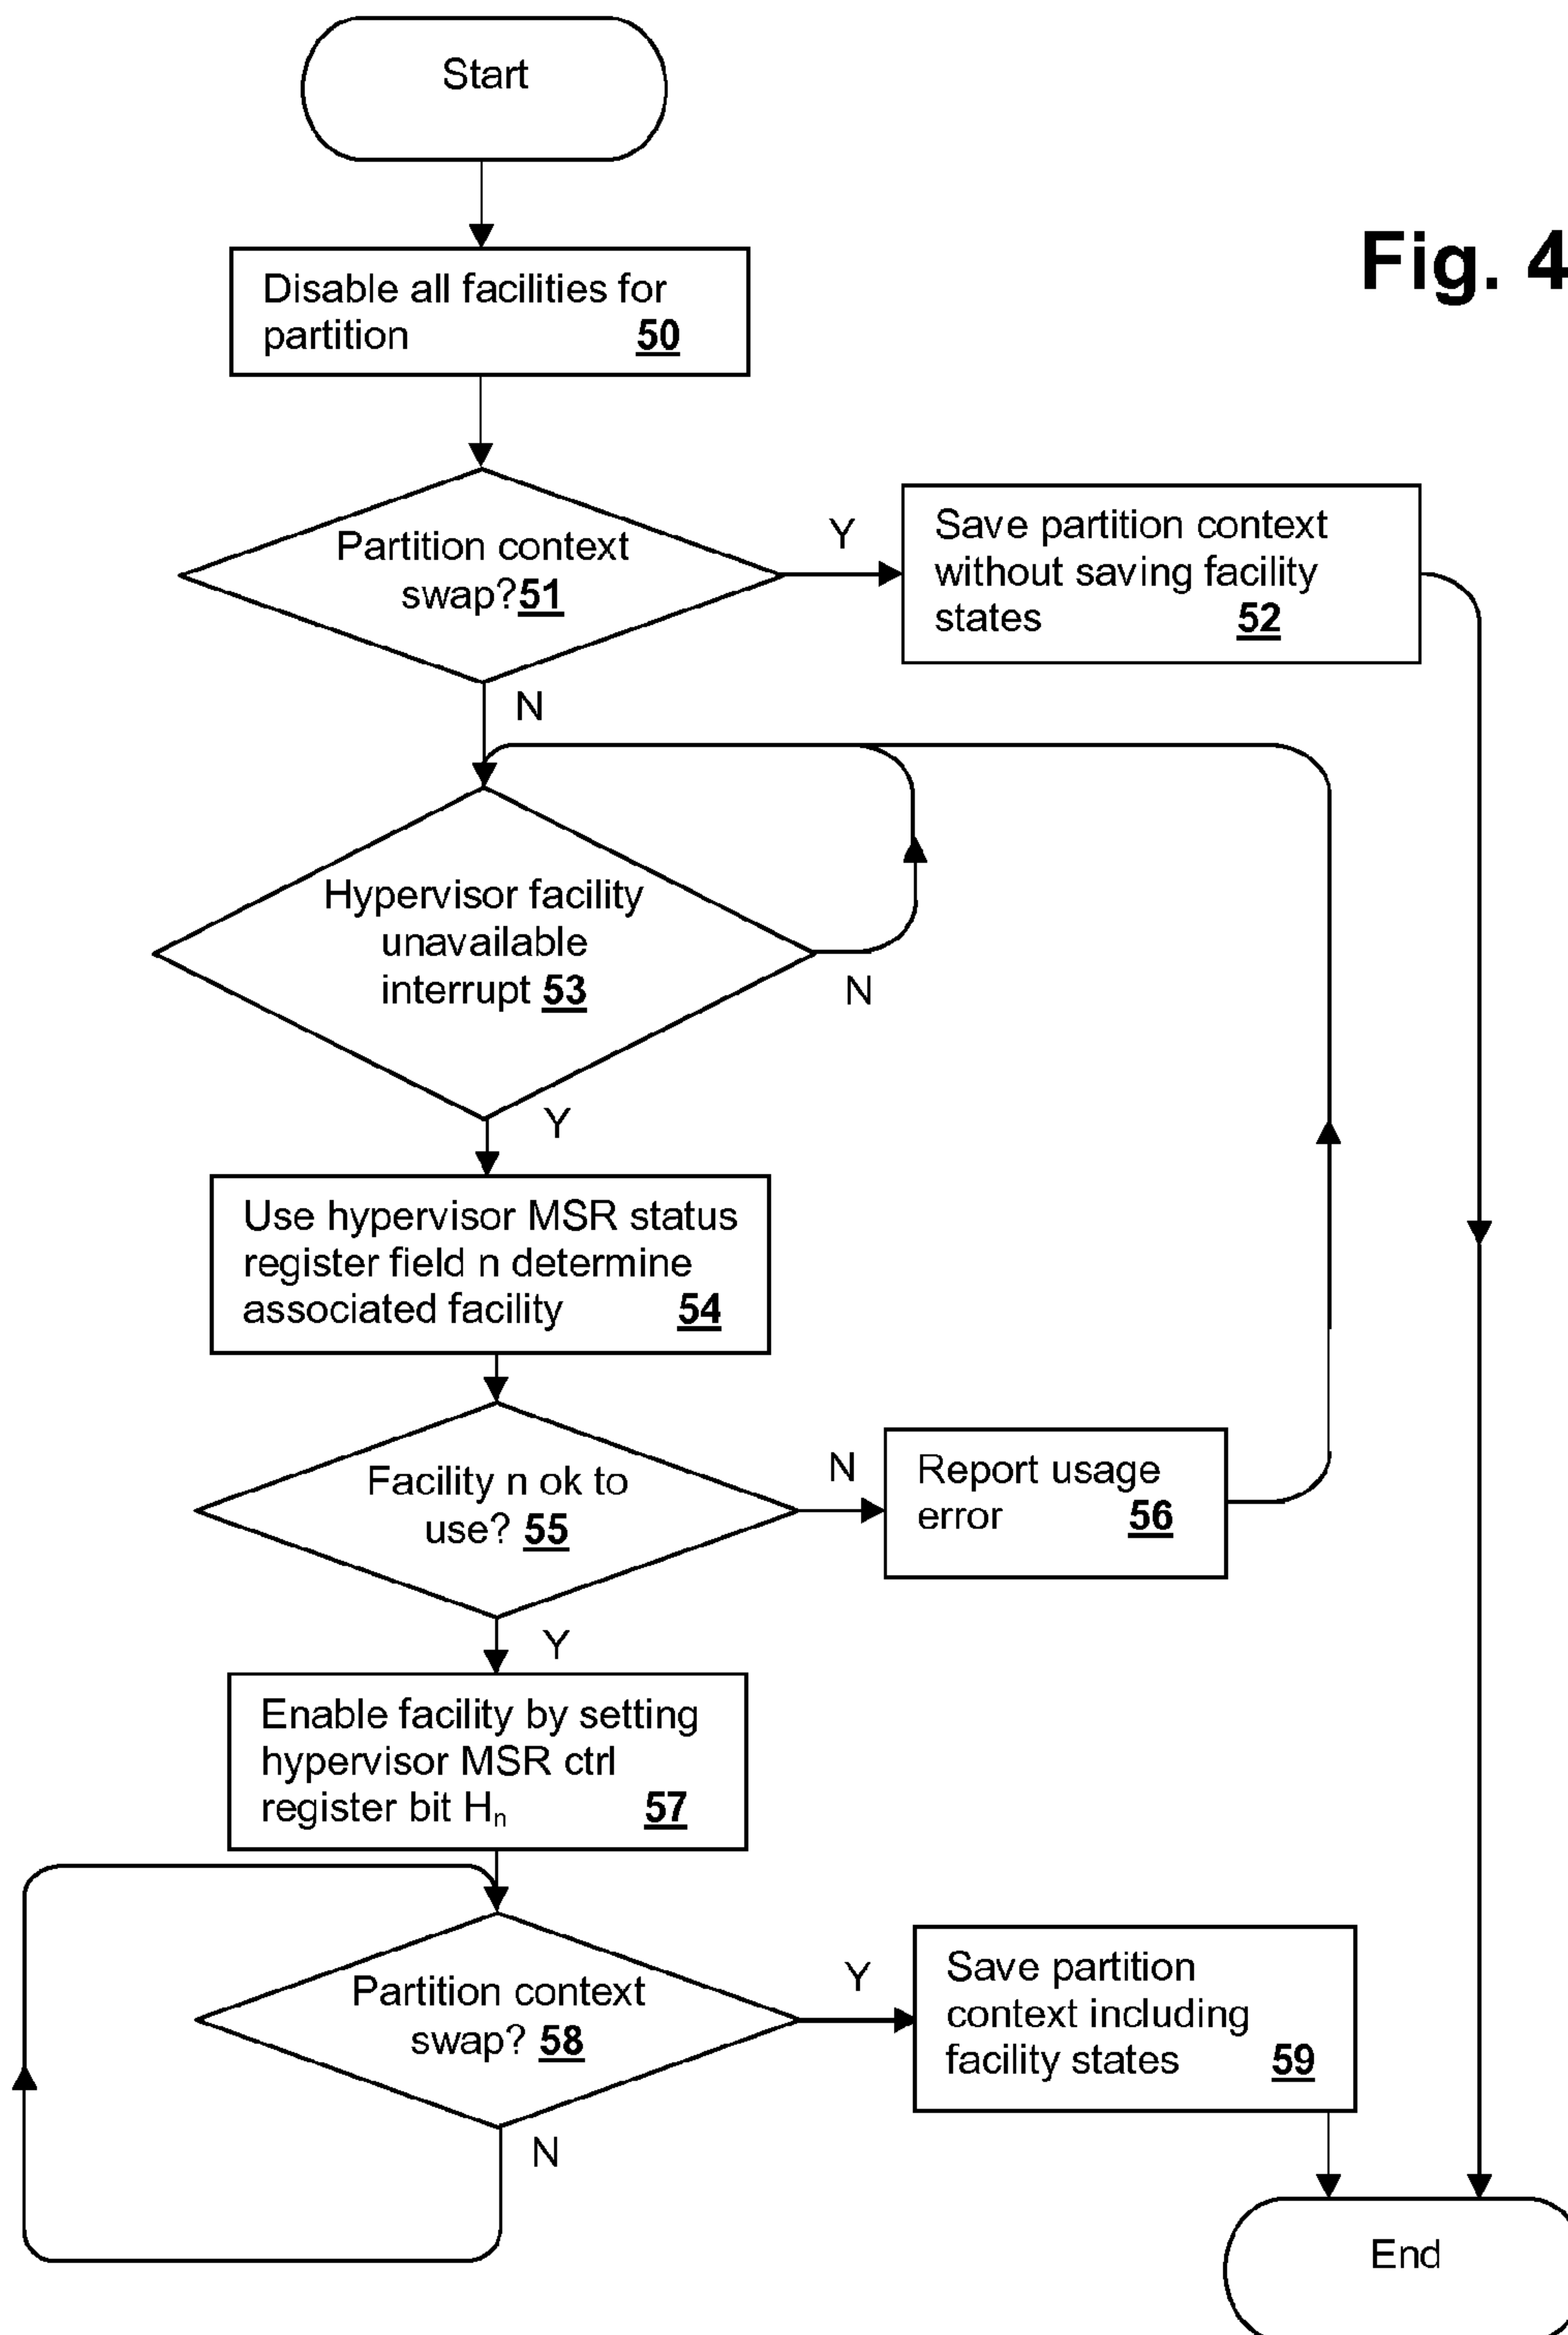 Start
Fig. 4
Disable all facilities for
partition 50
Partition context
swap?51
Y
Save partition context
without saving facility
states 52
N
Hypervisor facility
unavailable
interrupt 53
N
Y
Use hypervisor MSR status
register field n determine
associated facility 54
Facility n ok to
use? 55
N
Report usage
error 56
Y
Enable facility by setting
hypervisor MSR ctrl
register bit Hn 57
Partition context
swap? 58
Y
Save partition
context including
facility states 59
N
End